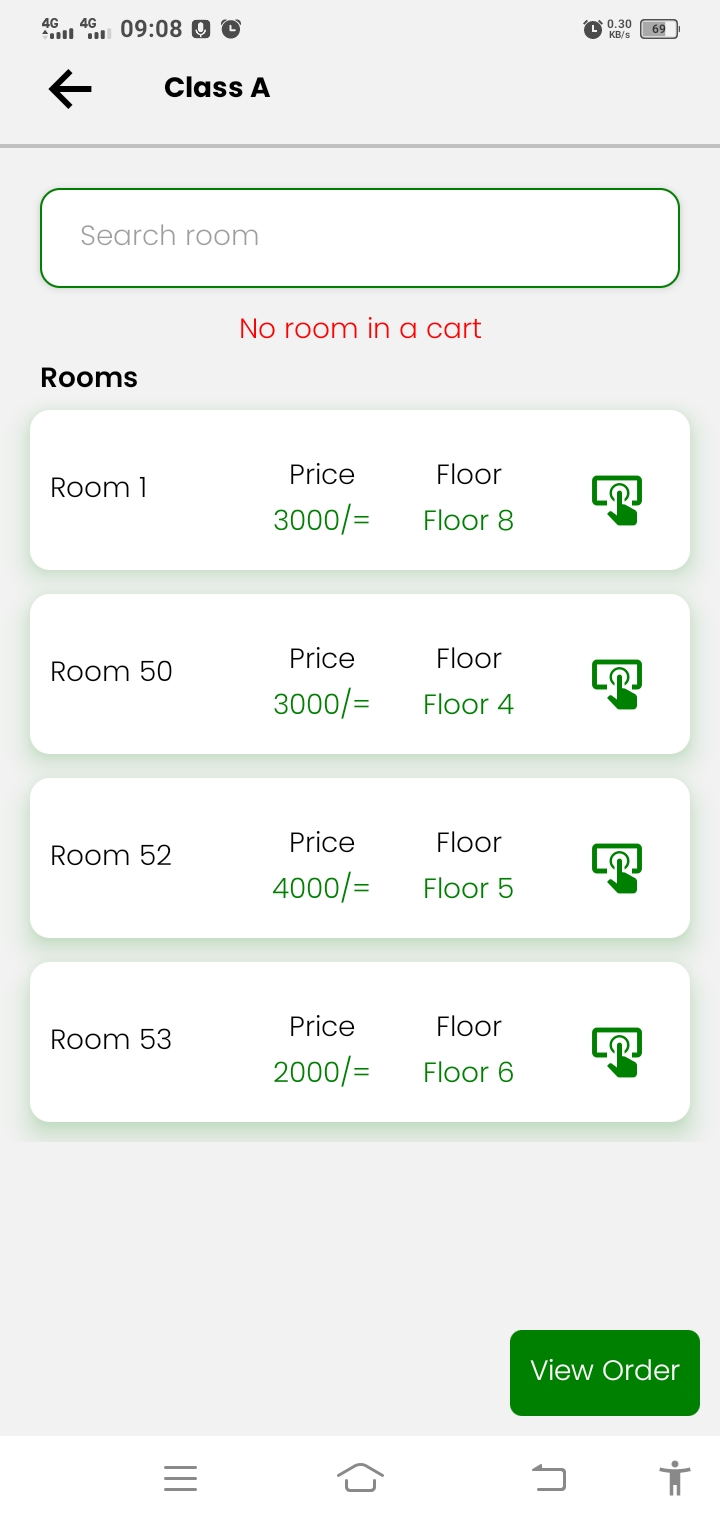 4G 4G 09:08 0.30 KB/s 69
Class A
Search room
No room in a cart
Rooms
Room 1 Price Floor
3000/= Floor 8
Room 50 Price Floor
3000/= Floor 4
Room 52 Price Floor
4000/= Floor 5
Room 53 Price Floor
2000/= Floor 6
View Order